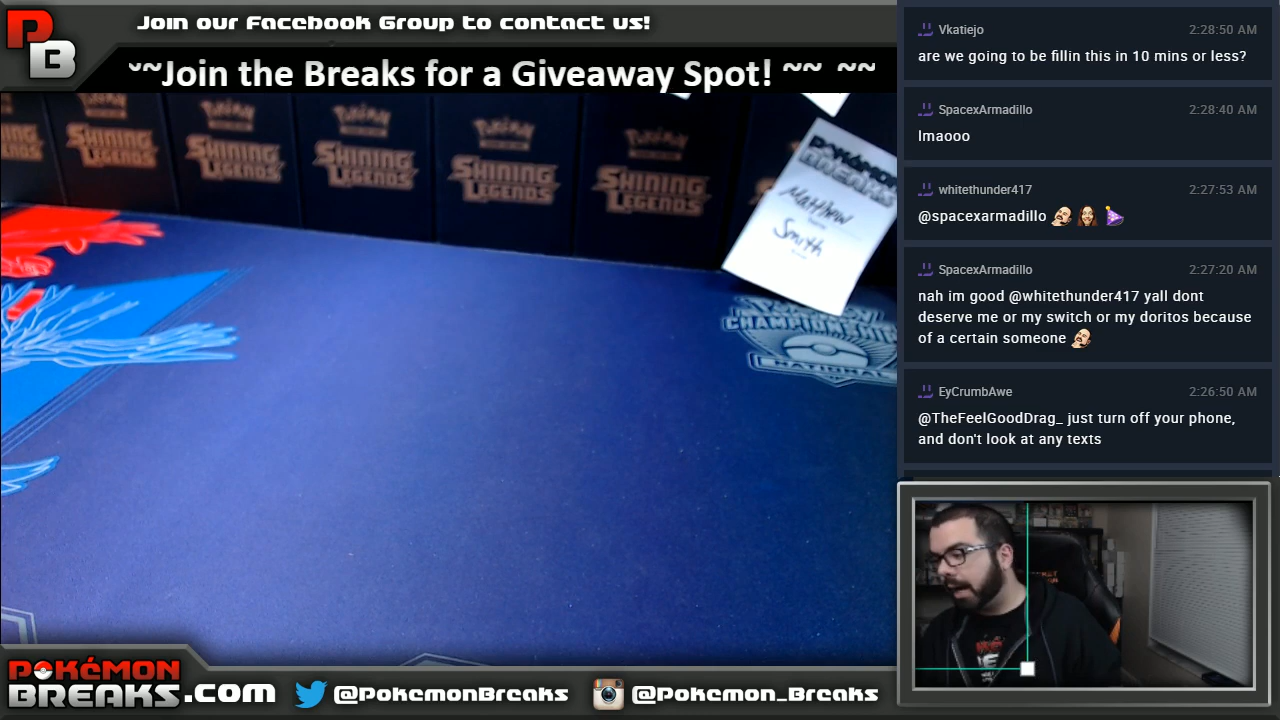 PB
Join our Facebook Group to contact us!
~~Join the Breaks for a Giveaway Spot! ~~ ~~
SHINING
LEGENDS
SHINING
LEGENDS
SHINING
LEGENDS
Pokémon
SHINING
LEGENDS
Pokémon
SHINING
LEGENDS
POKéMON
BREAKS
Matthew
Smith
CHAMPIONSHIP
NATIONAL
Vkatiejo 2:28:50 AM
are we going to be fillin this in 10 mins or less?
SpacexArmadillo 2:28:40 AM
lmaooo
whitethunder417 2:27:53 AM
@spacexarmadillo
SpacexArmadillo 2:27:20 AM
nah im good @whitethunder417 yall dont
deserve me or my switch or my doritos because
of a certain someone
EyCrumbAwe 2:26:50 AM
@TheFeelGoodDrag_ just turn off your phone,
and don't look at any texts
POKéMON
BREAKS.com
@PokemonBreaks
@Pokemon_Breaks